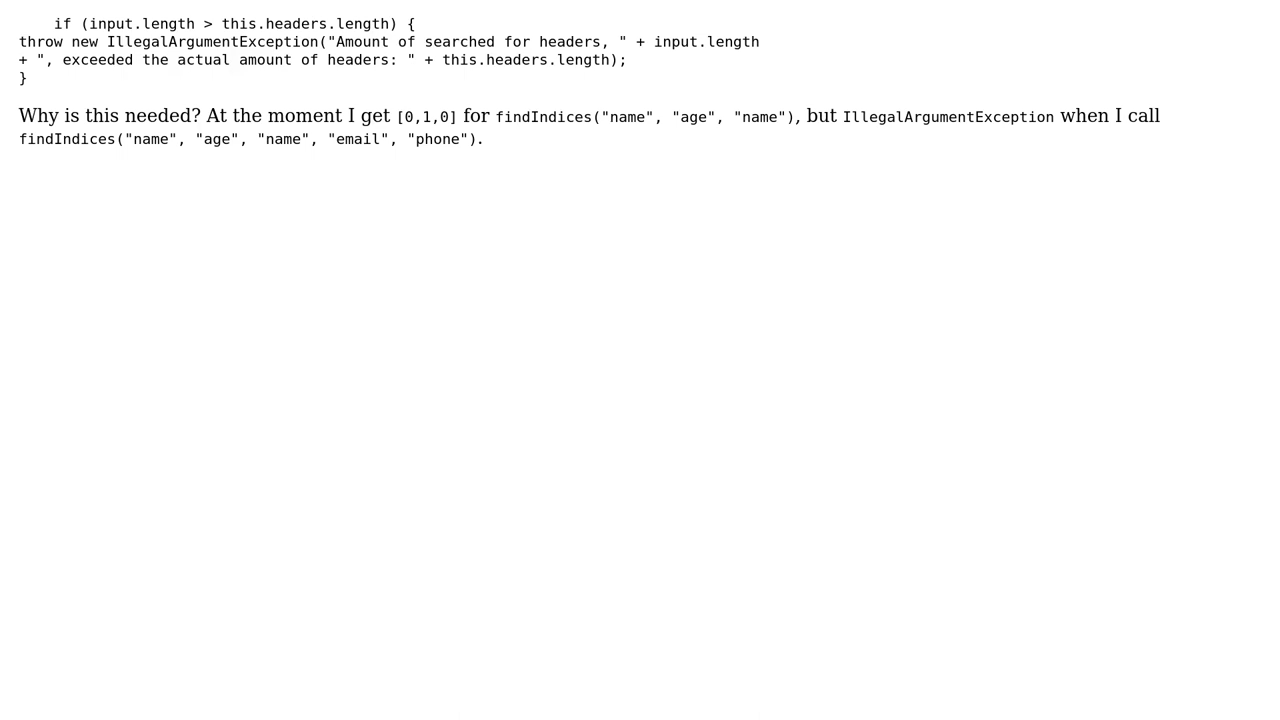 if (input.length > this.headers.length) {
throw new IllegalArgumentException("Amount of searched for headers, " + input.length
+ ", exceeded the actual amount of headers: " + this.headers.length);
}
Why is this needed? At the moment I get [0,1,0] for findIndices("name", "age", "name"), but IllegalArgumentException when I call
findIndices("name", "age", "name", "email", "phone").